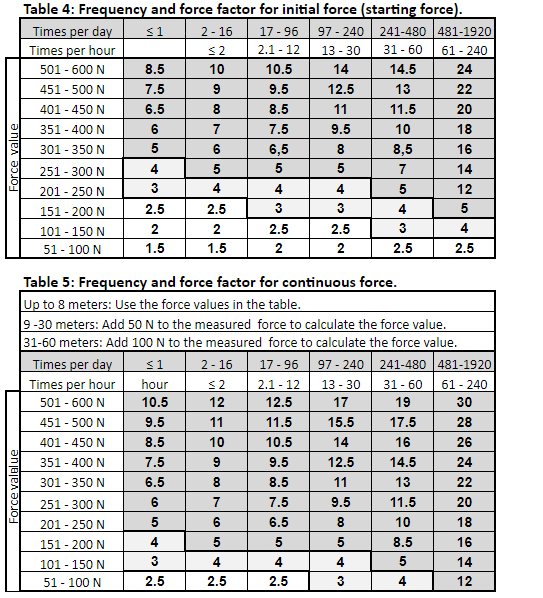 Table 4: Frequency and force factor for initial force (starting force).
Times per day ≤ 1 2 - 16 17 - 96 97 - 240 241-480 481-1920
Times per hour ≤ 2 2.1 - 12 13 - 30 31 - 60 61 - 240
Force value
501 - 600 N 8.5 10 10.5 14 14.5 24
451 - 500 N 7.5 9 9.5 12.5 13 22
401 - 450 N 6.5 8 8.5 11 11.5 20
351 - 400 N 6 7 7.5 9.5 10 18
301 - 350 N 5 6 6,5 8 8,5 16
251 - 300 N 4 5 5 5 7 14
201 - 250 N 3 4 4 4 5 12
151 - 200 N 2.5 2.5 3 3 4 5
101 - 150 N 2 2 2.5 2.5 3 4
51 - 100 N 1.5 1.5 2 2 2.5 2.5
Table 5: Frequency and force factor for continuous force.
Up to 8 meters: Use the force values in the table.
9 -30 meters: Add 50 N to the measured force to calculate the force value.
31-60 meters: Add 100 N to the measured force to calculate the force value.
Times per day ≤ 1 2 - 16 17 - 96 97 - 240 241-480 481-1920
Times per hour hour ≤ 2 2.1 - 12 13 - 30 31 - 60 61 - 240
Force valalue
501 - 600 N 10.5 12 12.5 17 19 30
451 - 500 N 9.5 11 11.5 15.5 17.5 28
401 - 450 N 8.5 10 10.5 14 16 26
351 - 400 N 7.5 9 9.5 12.5 14.5 24
301 - 350 N 6.5 8 8.5 11 13 22
251 - 300 N 6 7 7.5 9.5 11.5 20
201 - 250 N 5 6 6.5 8 10 18
151 - 200 N 4 5 5 5 8.5 16
101 - 150 N 3 4 4 4 5 14
51 - 100 N 2.5 2.5 2.5 3 4 12